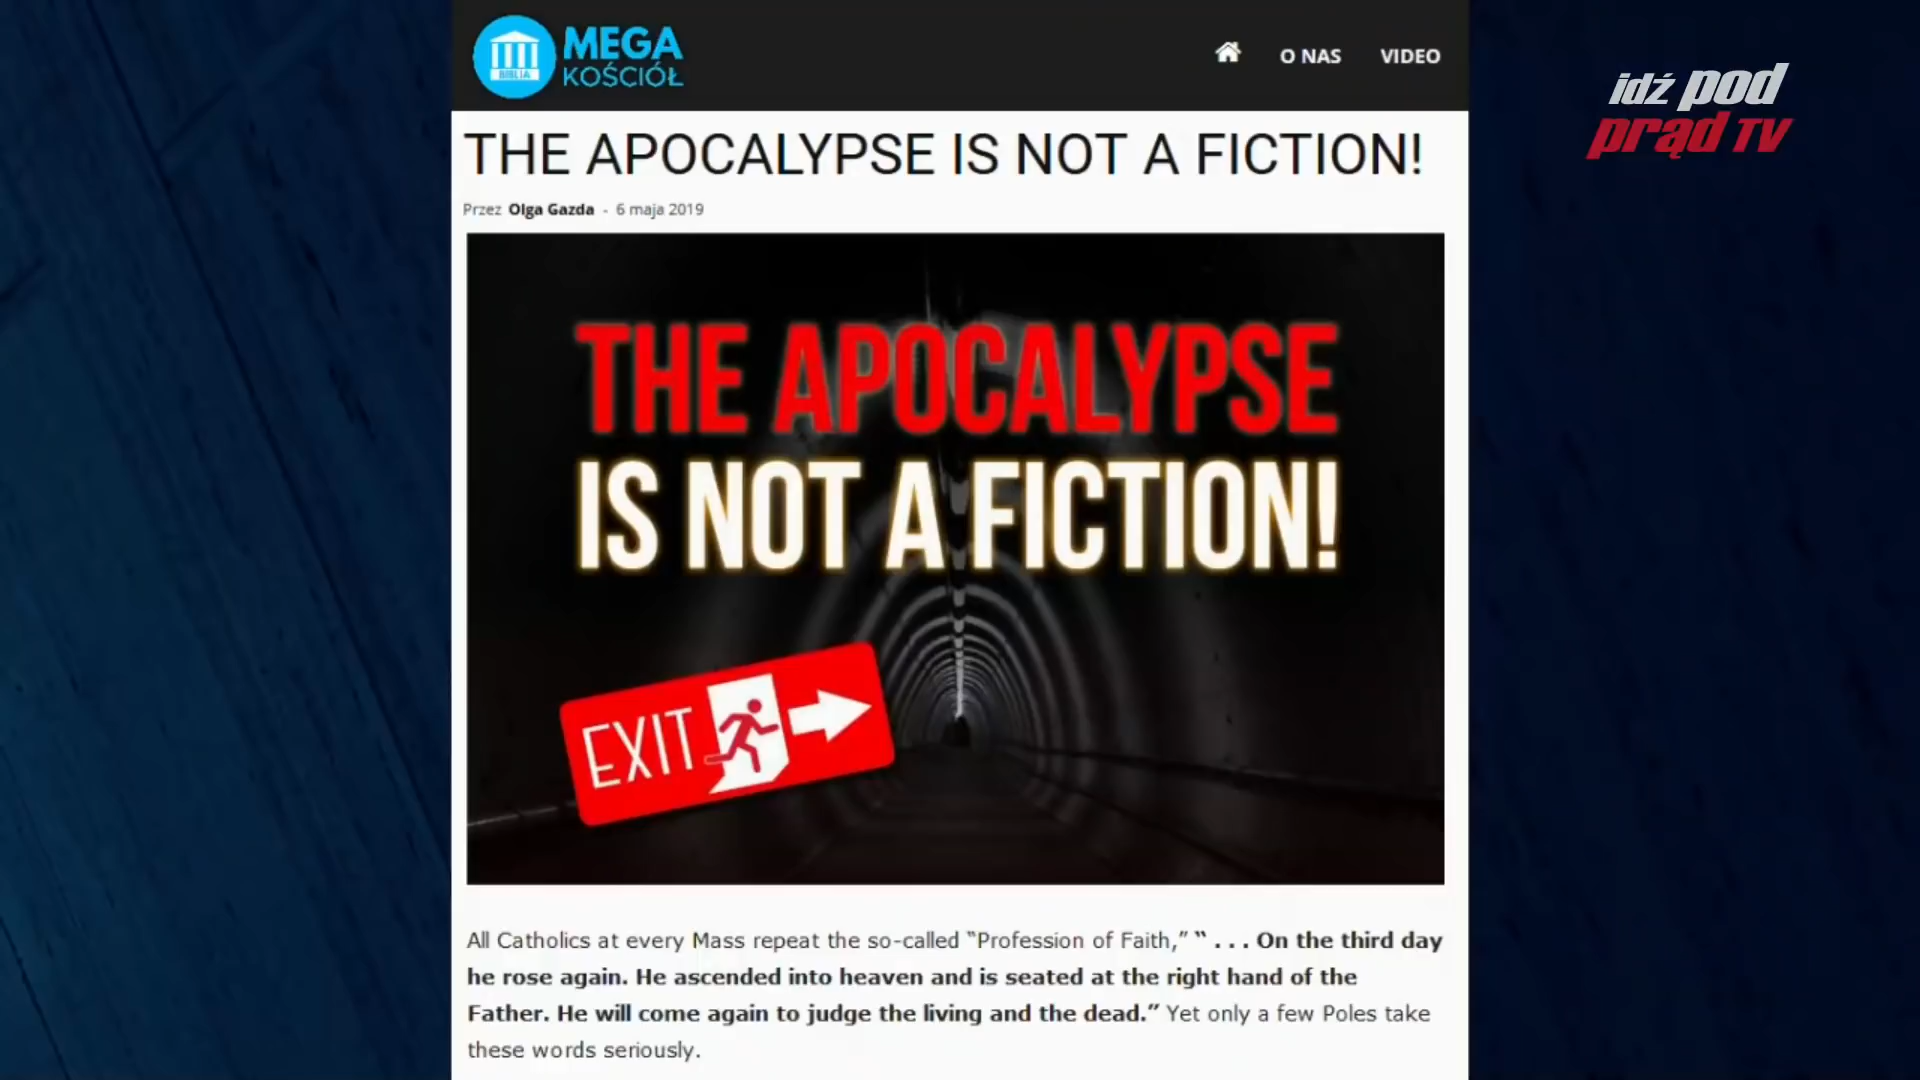 MEGA
KOŚCIÓŁ
BIBLIA
O NAS
VIDEO
idź pod
prąd TV
THE APOCALYPSE IS NOT A FICTION!
Przez Olga Gazda - 6 maja 2019
THE APOCALYPSE
IS NOT A FICTION!
EXIT
All Catholics at every Mass repeat the so-called “Profession of Faith,” “ . . . On the third day
he rose again. He ascended into heaven and is seated at the right hand of the
Father. He will come again to judge the living and the dead.” Yet only a few Poles take
these words seriously.